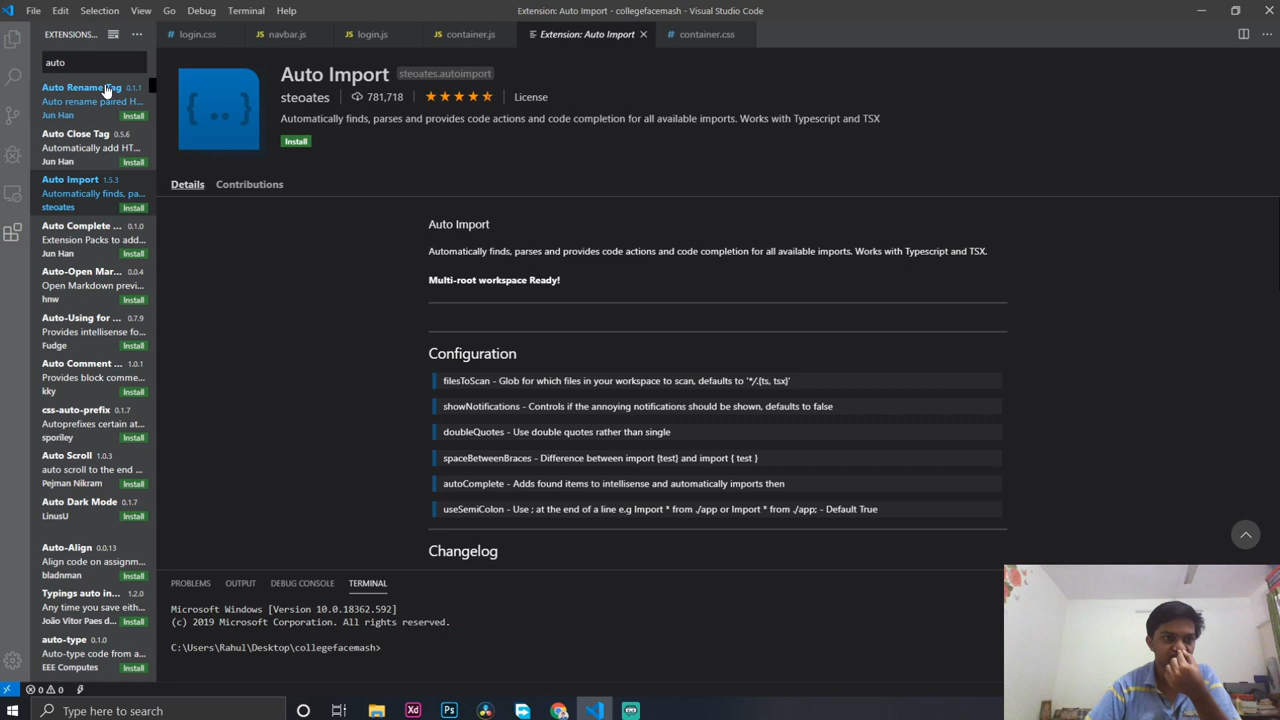 File Edit Selection View Go Debug Terminal Help
Extension: Auto Import - collegefacemash - Visual Studio Code
EXTENSIONS...
login.css
JS navbar.js
JS login.js
JS container.js
Extension: Auto Import
container.css
auto
Auto Rename Tag 0.1.1
Auto rename paired H...
Jun Han Install
Auto Close Tag 0.5.6
Automatically add HT...
Jun Han Install
Auto Import 1.5.3
Automatically finds, pa...
steoates Install
Auto Complete ... 0.1.0
Extension Packs to add...
Jun Han Install
Auto-Open Mar... 0.0.4
Open Markdown previ...
hnw Install
Auto-Using for ... 0.7.9
Provides intellisense fo...
Fudge Install
Auto Comment ... 1.0.1
Provides block comme...
kky Install
css-auto-prefix 0.1.7
Autoprefixes certain at...
sporiley Install
Auto Scroll 1.0.3
auto scroll to the end ...
Pejman Nikram Install
Auto Dark Mode 0.1.7
LinusU Install
Auto-Align 0.0.13
Align code on assignm...
bladnman Install
Typings auto in... 1.2.0
Any time you save eith...
João Vitor Paes d... Install
auto-type 0.1.0
Auto-type code from a...
EEE Computes Install
Auto Import steoates.autoimport
steoates 781,718 License
Automatically finds, parses and provides code actions and code completion for all available imports. Works with Typescript and TSX
Install
Details Contributions
Auto Import
Automatically finds, parses and provides code actions and code completion for all available imports. Works with Typescript and TSX.
Multi-root workspace Ready!
Configuration
filesToScan - Glob for which files in your workspace to scan, defaults to '*/.{ts, tsx}'
showNotifications - Controls if the annoying notifications should be shown, defaults to false
doubleQuotes - Use double quotes rather than single
spaceBetweenBraces - Difference between import {test} and import { test }
autoComplete - Adds found items to intellisense and automatically imports then
useSemiColon - Use ; at the end of a line e.g Import * from ./app or Import * from ./app; - Default True
Changelog
PROBLEMS OUTPUT DEBUG CONSOLE TERMINAL
Microsoft Windows [Version 10.0.18362.592]
(c) 2019 Microsoft Corporation. All rights reserved.
C:\Users\Rahul\Desktop\collegefacemash>
0 0
Type here to search
Xd
Ps